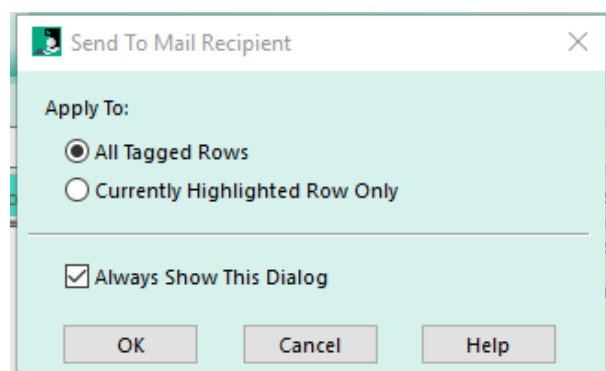 Send To Mail Recipient
Apply To:
All Tagged Rows
Currently Highlighted Row Only
Always Show This Dialog
OK Cancel Help